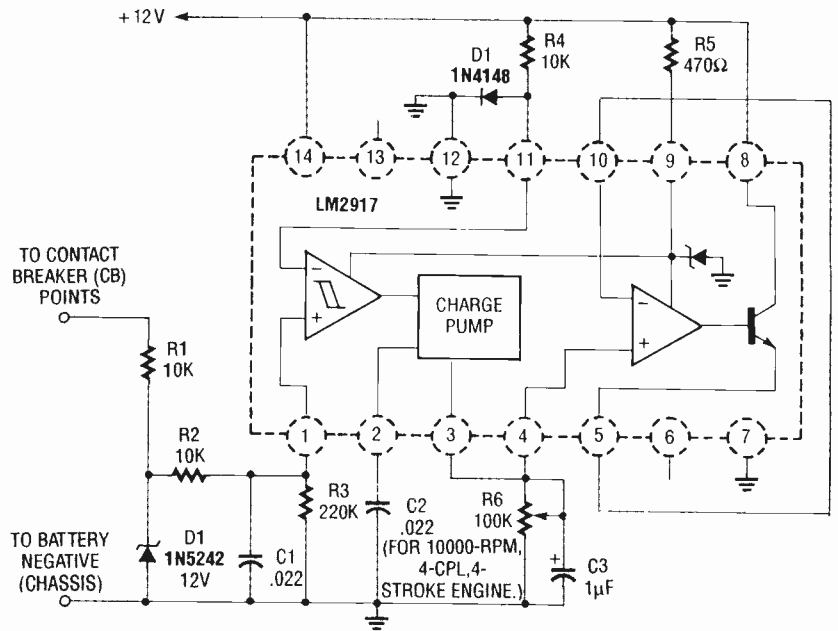 +12V
D1
1N4148
R4
10K
R5
470Ω
14
13
12
11
10
9
8
LM2917
TO CONTACT
BREAKER (CB)
POINTS
−
+
CHARGE
PUMP
−
+
R1
10K
R2
10K
1
2
3
4
5
6
7
R3
220K
C2
.022
(FOR 10000-RPM,
4-CPL,4-
STROKE ENGINE.)
R6
100K
TO BATTERY
NEGATIVE
(CHASSIS)
D1
1N5242
12V
C1
.022
+
C3
1µF